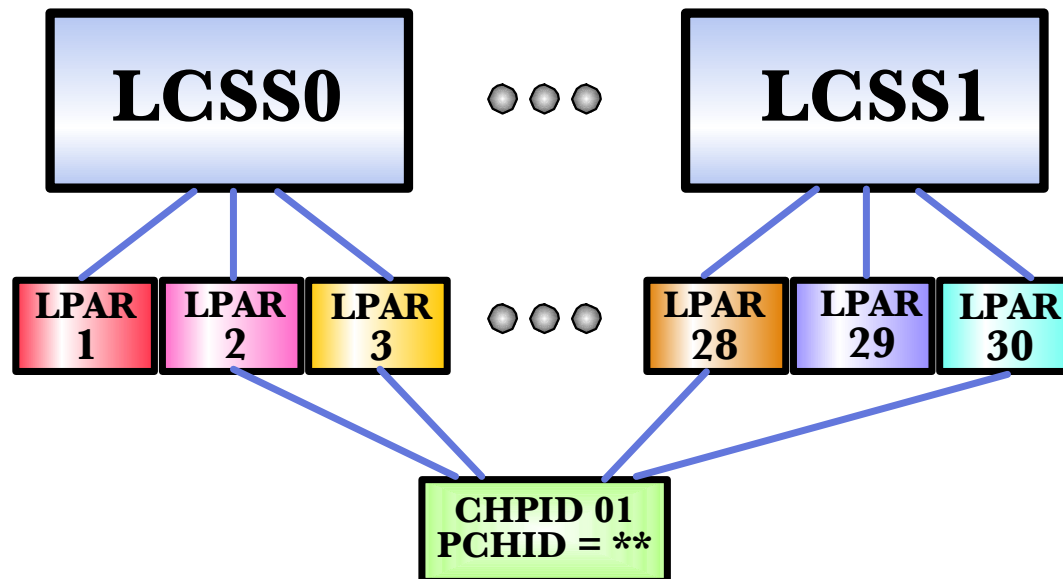 LCSS0
LCSS1
LPAR
1
LPAR
2
LPAR
3
LPAR
28
LPAR
29
LPAR
30
CHPID 01
PCHID = **